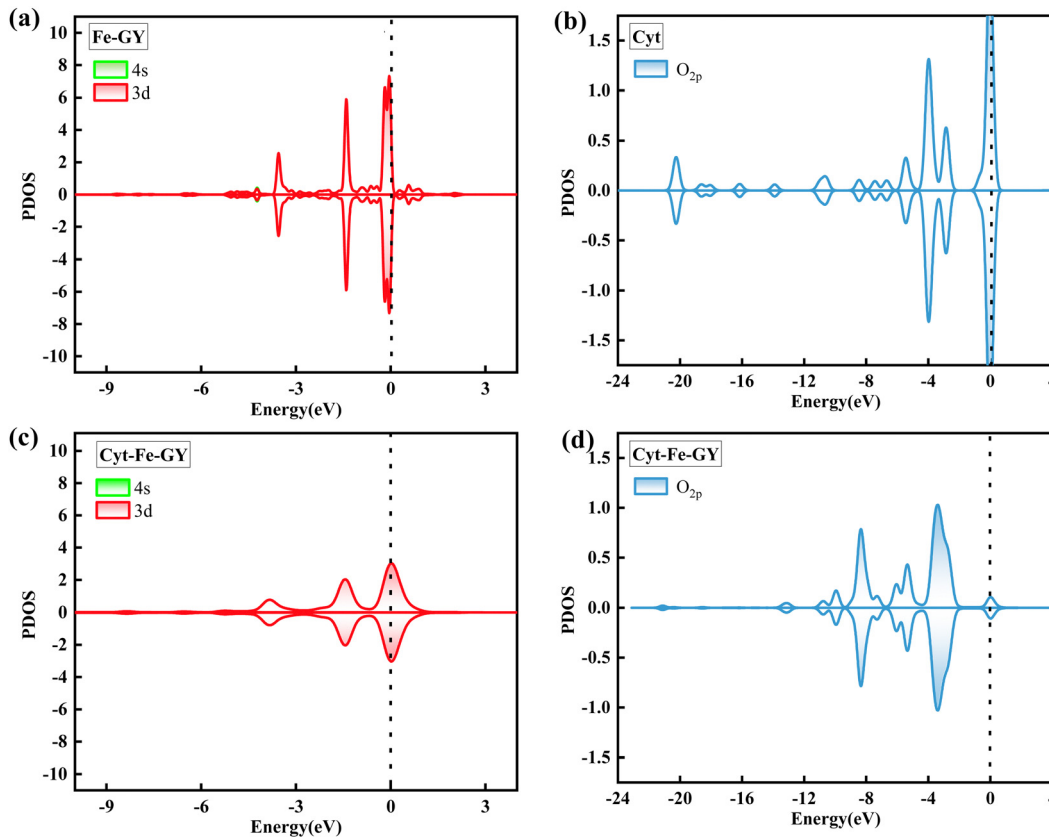 (a)
Fe-GY
4s
3d
10
8
6
4
2
0
-2
-4
-6
-8
-10
PDOS
-9
-6
-3
0
3
Energy(eV)
(b)
Cyt
O2p
1.5
1.0
0.5
0.0
-0.5
-1.0
-1.5
PDOS
-24
-20
-16
-12
-8
-4
0
4
Energy(eV)
(c)
Cyt-Fe-GY
4s
3d
10
8
6
4
2
0
-2
-4
-6
-8
-10
PDOS
-9
-6
-3
0
3
Energy(eV)
(d)
Cyt-Fe-GY
O2p
1.5
1.0
0.5
0.0
-0.5
-1.0
-1.5
PDOS
-24
-20
-16
-12
-8
-4
0
4
Energy(eV)